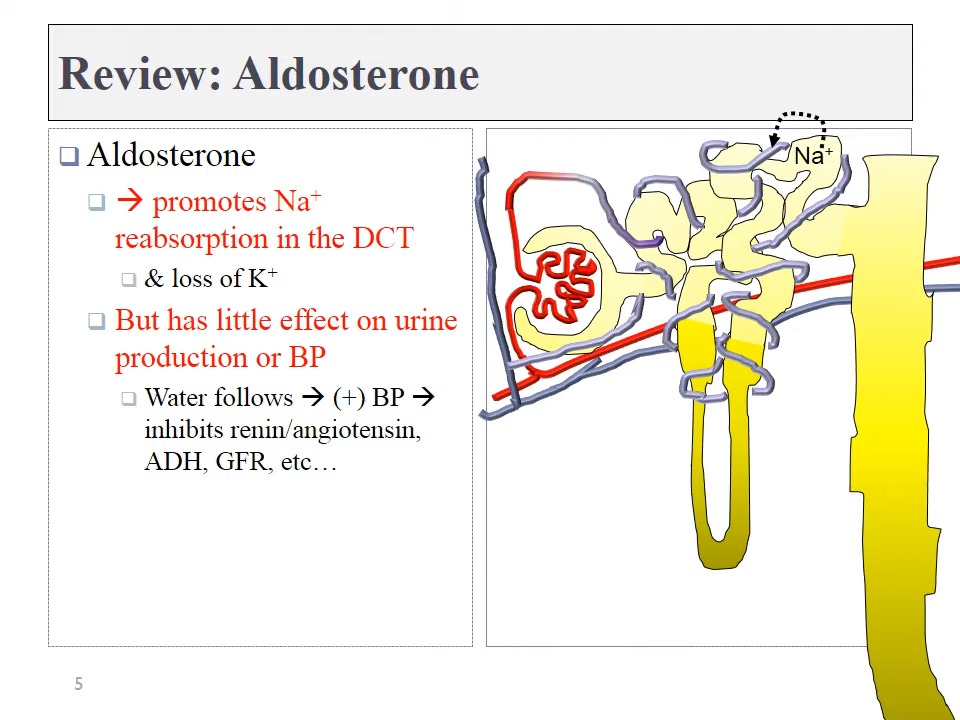 Review: Aldosterone
Aldosterone
→ promotes Na⁺
reabsorption in the DCT
& loss of K⁺
But has little effect on urine
production or BP
Water follows → (+) BP →
inhibits renin/angiotensin,
ADH, GFR, etc…
Na⁺
5